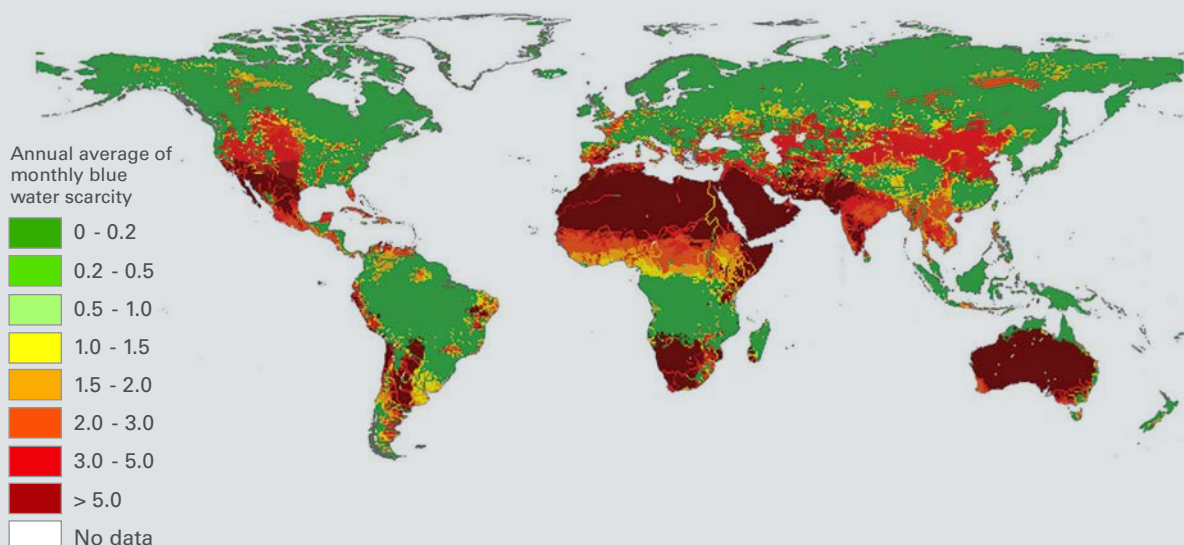 Annual average of
monthly blue
water scarcity
0 - 0.2
0.2 - 0.5
0.5 - 1.0
1.0 - 1.5
1.5 - 2.0
2.0 - 3.0
3.0 - 5.0
> 5.0
No data